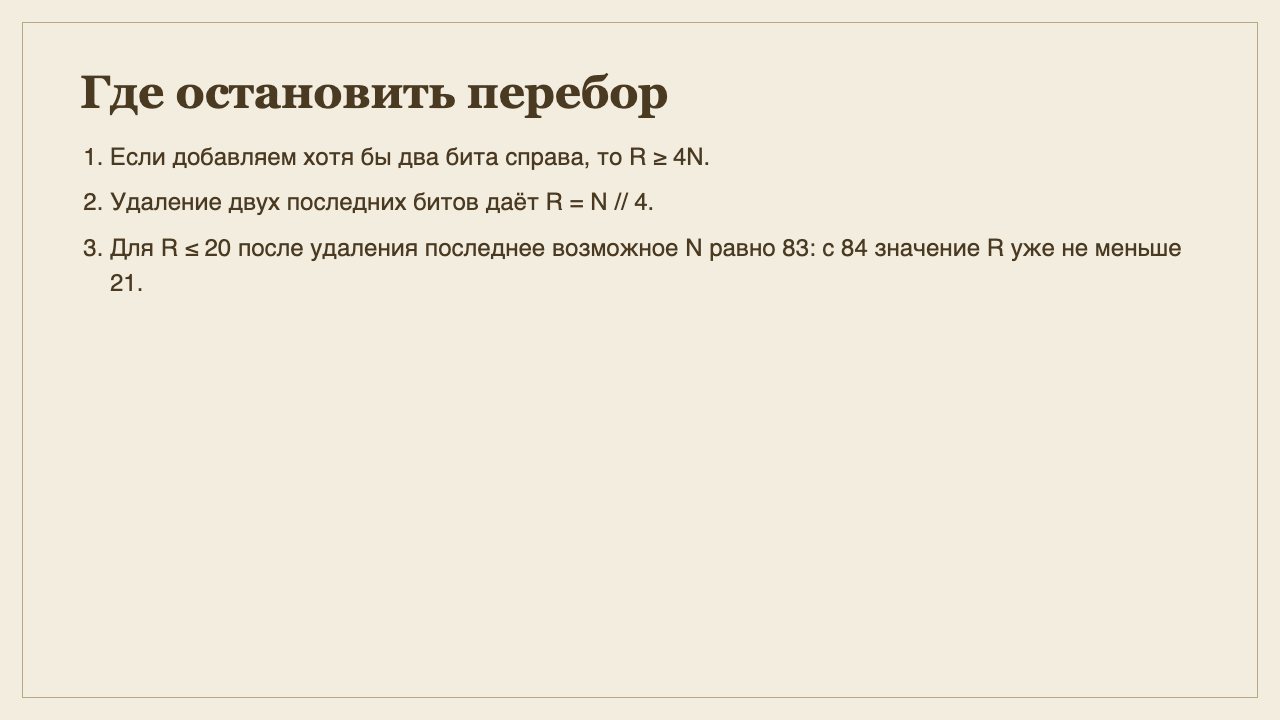 Где остановить перебор
1. Если добавляем хотя бы два бита справа, то R ≥ 4N.
2. Удаление двух последних битов даёт R = N // 4.
3. Для R ≤ 20 после удаления последнее возможное N равно 83: с 84 значение R уже не меньше
21.